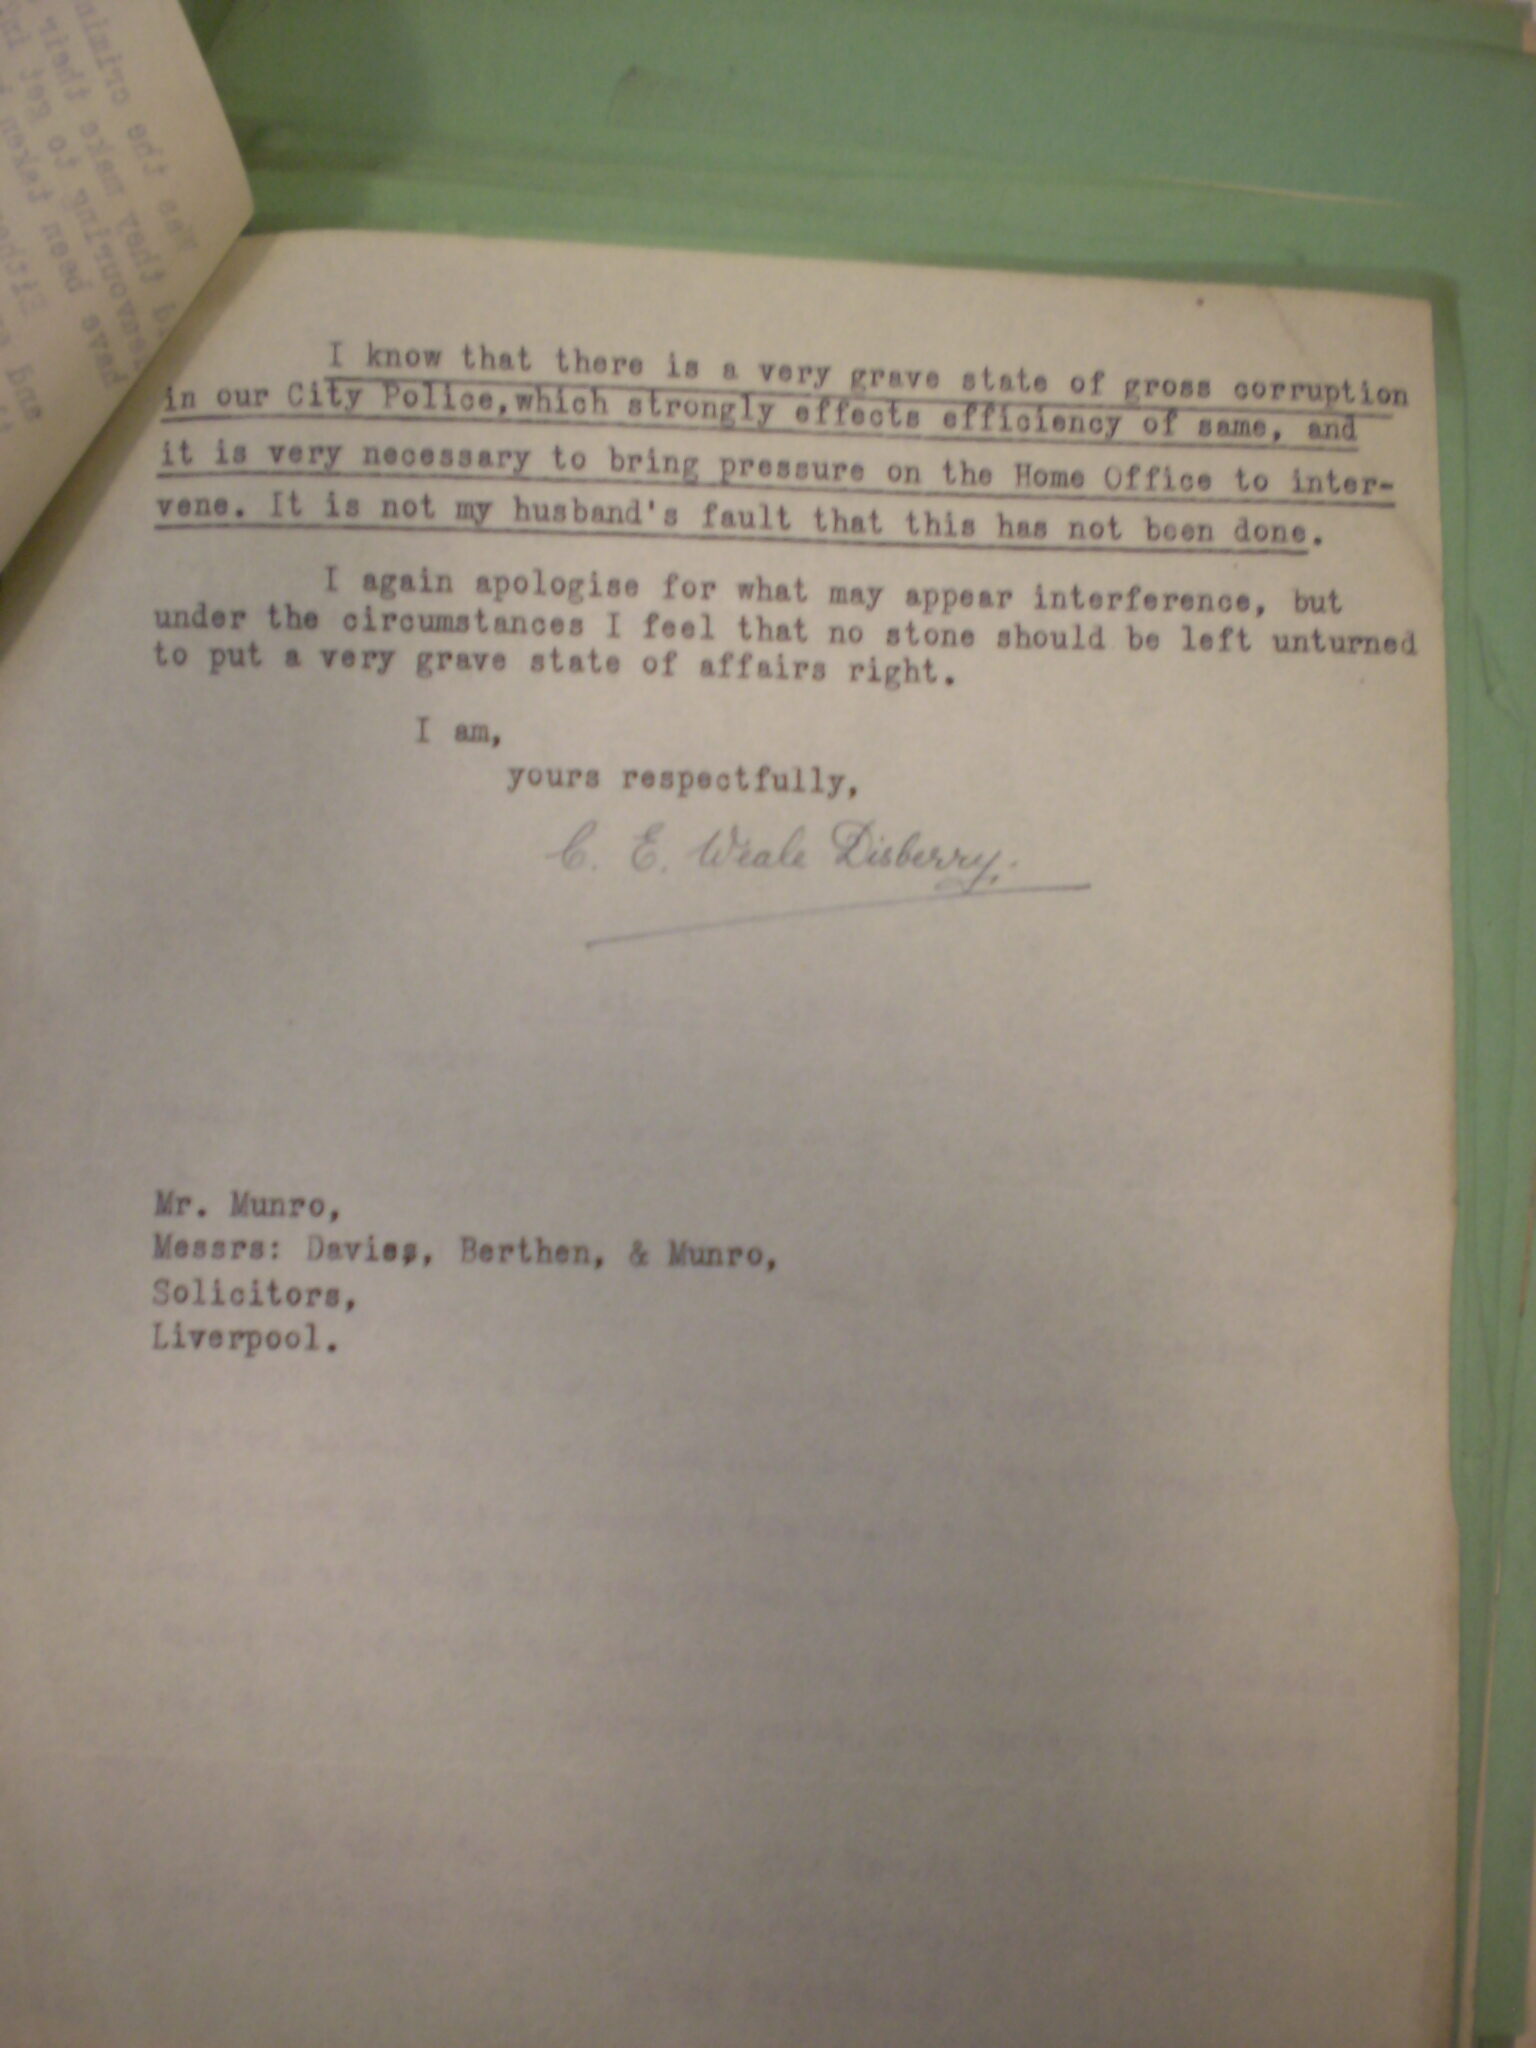 I know that there is a very grave state of gross corruption
in our City Police,which strongly effects efficiency of same, and
it is very necessary to bring pressure on the Home Office to inter-
vene. It is not my husband's fault that this has not been done.
I again apologise for what may appear interference, but
under the circumstances I feel that no stone should be left unturned
to put a very grave state of affairs right.
I am,
yours respectfully,
C. E. Weale Disberry.
Mr. Munro,
Messrs: Davies, Berthen, & Munro,
Solicitors,
Liverpool.